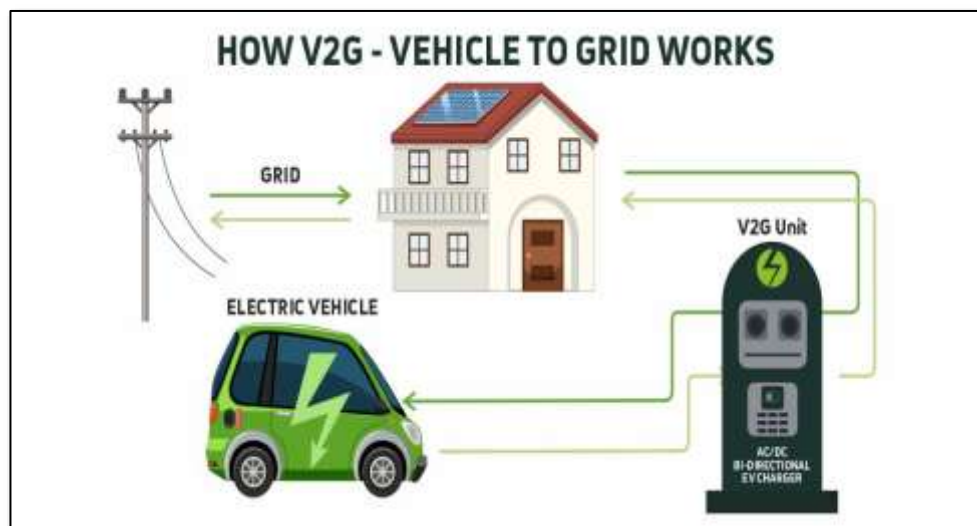 HOW V2G - VEHICLE TO GRID WORKS
GRID
V2G Unit
ELECTRIC VEHICLE
AC/DC
BI-DIRECTIONAL
EV CHARGER